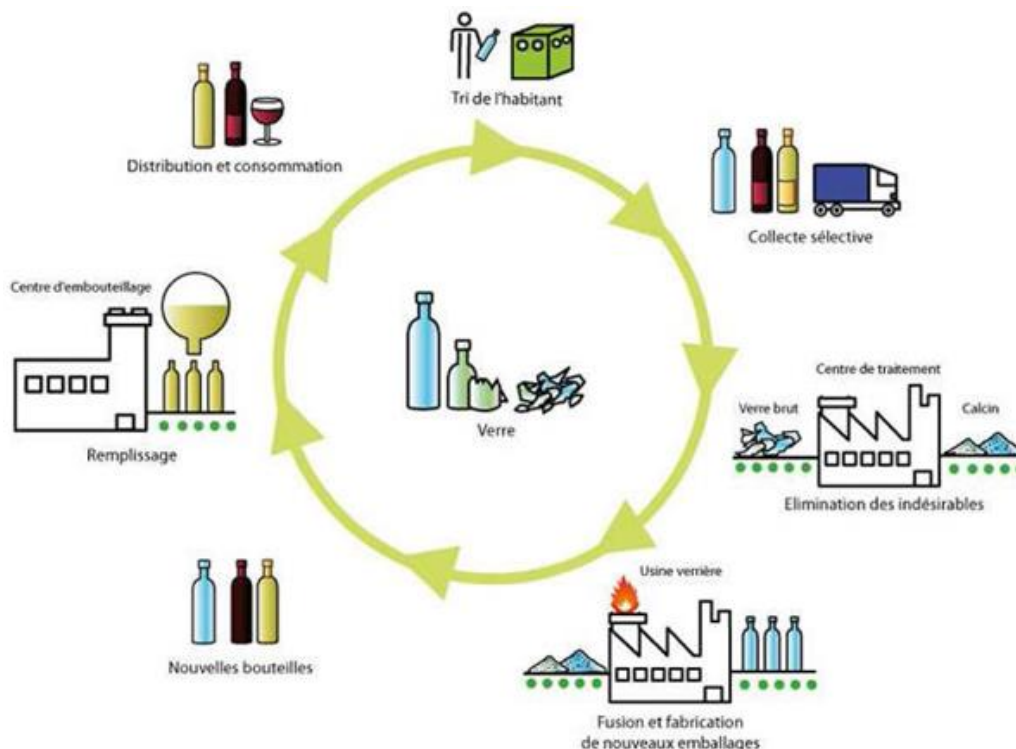 Tri de l'habitant
Distribution et consommation
Collecte sélective
Centre d'embouteillage
Remplissage
Verre
Centre de traitement
Verre brut
Calcin
Elimination des indésirables
Usine verrière
Nouvelles bouteilles
Fusion et fabrication
de nouveaux emballages